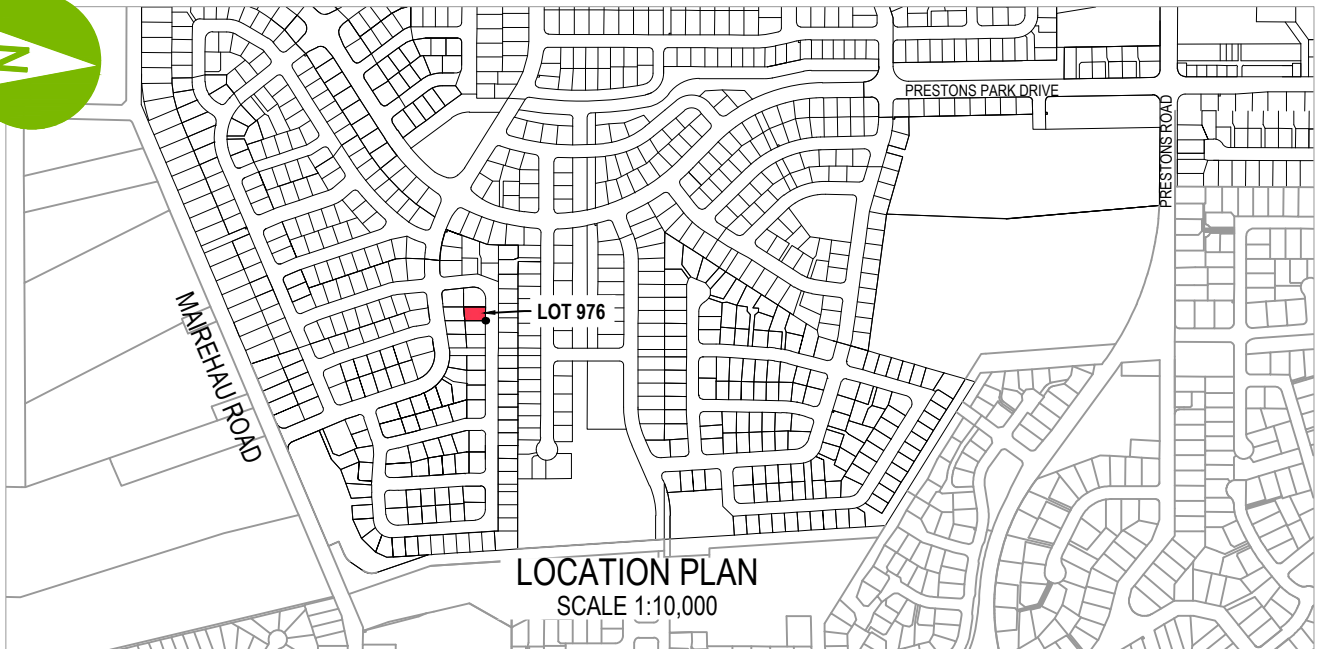 N
PRESTONS PARK DRIVE
PRESTONS ROAD
LOT 976
MAIREHAU ROAD
LOCATION PLAN
SCALE 1:10,000